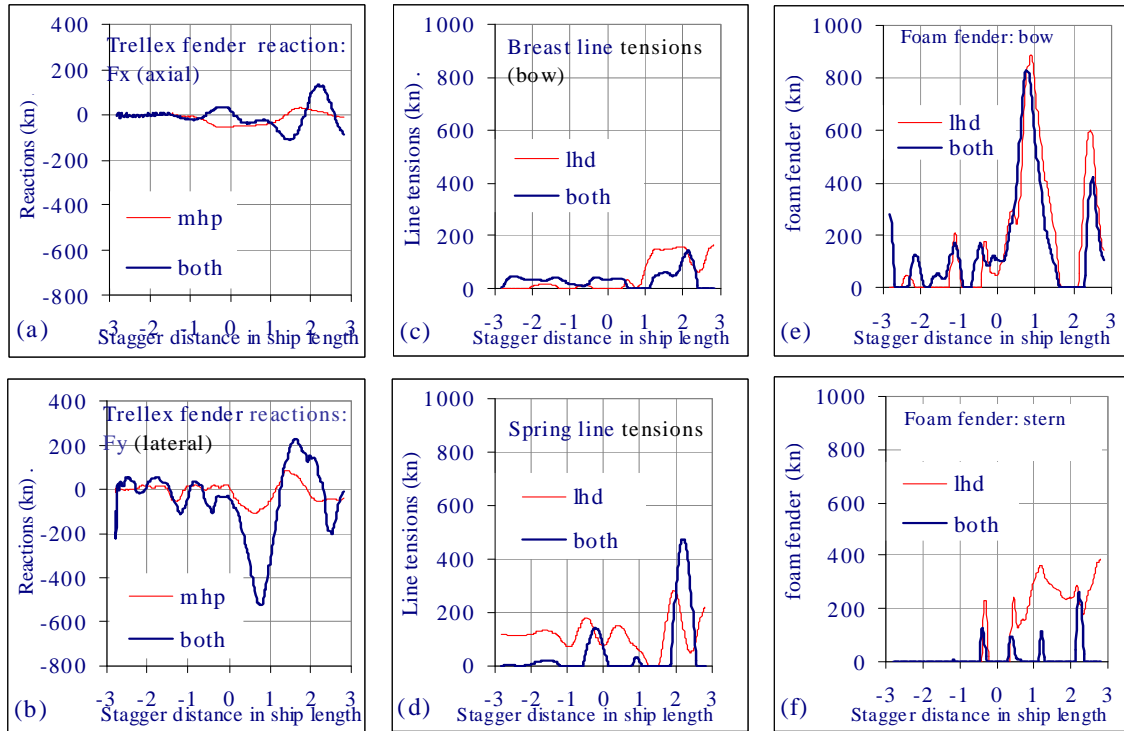 Trellex fender reaction:
Fx (axial)
400
200
0
-200
-400
-600
-800
Reactions (kn) .
mhp
both
-3 -2 -1 0 1 2 3
Stagger distance in ship length
(a)
Breast line tensions
(bow)
1000
800
600
400
200
0
Line tensions (kn) .
lhd
both
-3 -2 -1 0 1 2 3
Stagger distance in ship length
(c)
Foam fender: bow
1000
800
600
400
200
0
foam fender (kn)
lhd
both
-3 -2 -1 0 1 2 3
Stagger distance in ship length
(e)
Trellex fender reactions:
Fy (lateral)
400
200
0
-200
-400
-600
-800
Reactions (kn) .
mhp
both
-3 -2 -1 0 1 2 3
Stagger distance in ship length
(b)
Spring line tensions
1000
800
600
400
200
0
Line tensions (kn)
lhd
both
-3 -2 -1 0 1 2 3
Stagger distance in ship length
(d)
Foam fender: stern
1000
800
600
400
200
0
foam fender (kn)
lhd
both
-3 -2 -1 0 1 2 3
Stagger distance in ship length
(f)